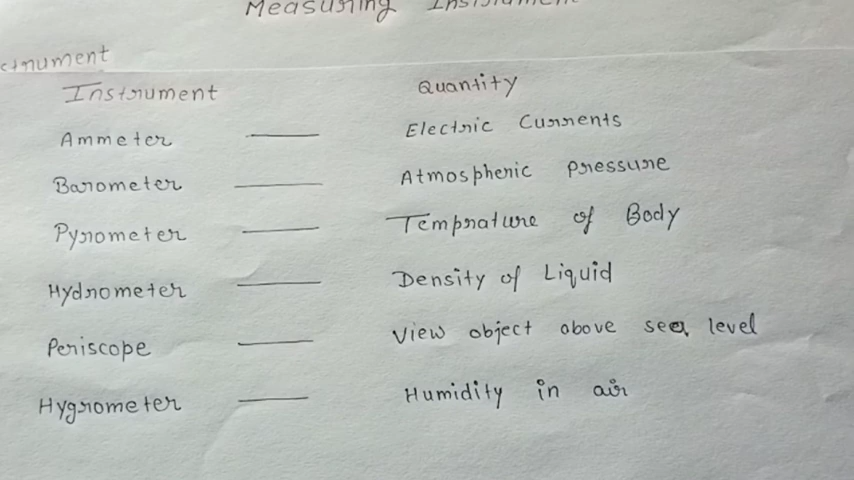 Measuring Instrument
Instrument Quantity
Ammeter —— Electric Currents
Barometer —— Atmospheric pressure
Pyrometer —— Temprature of Body
Hydrometer —— Density of Liquid
Periscope —— View object above sea level
Hygrometer —— Humidity in air